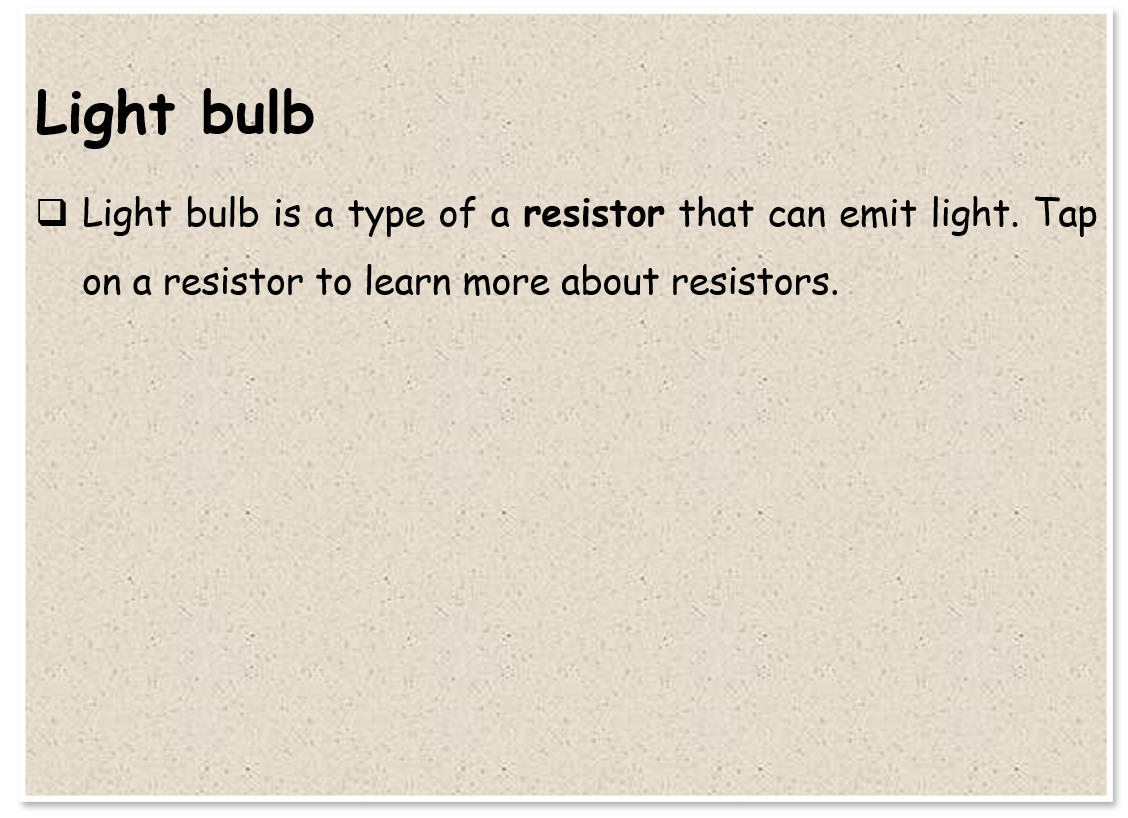 Light bulb
❑ Light bulb is a type of a resistor that can emit light. Tap
on a resistor to learn more about resistors.